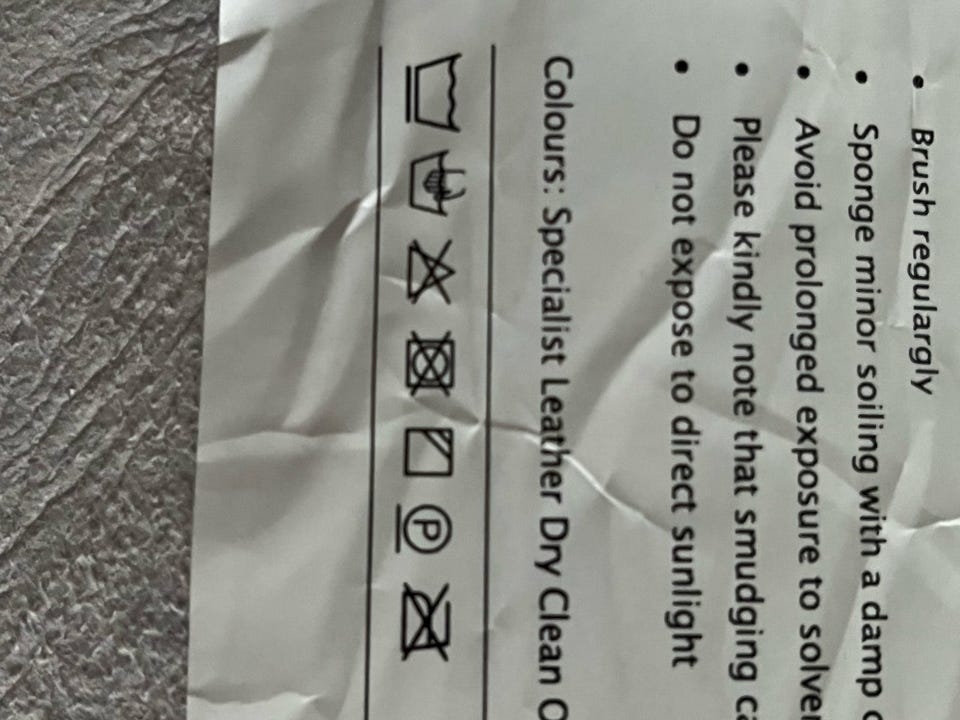 • Brush regulargly
• Sponge minor soiling with a damp
• Avoid prolonged exposure to
• Please kindly note that smudging
• Do not expose to direct sunlight
Colours: Specialist Leather Dry Clean
P